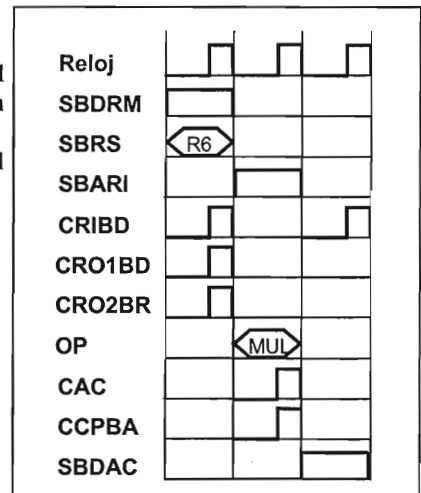 Reloj
SBDRM
SBRS R6
SBARI
CRIBD
CRO1BD
CRO2BR
OP MUL
CAC
CCPBA
SBDAC